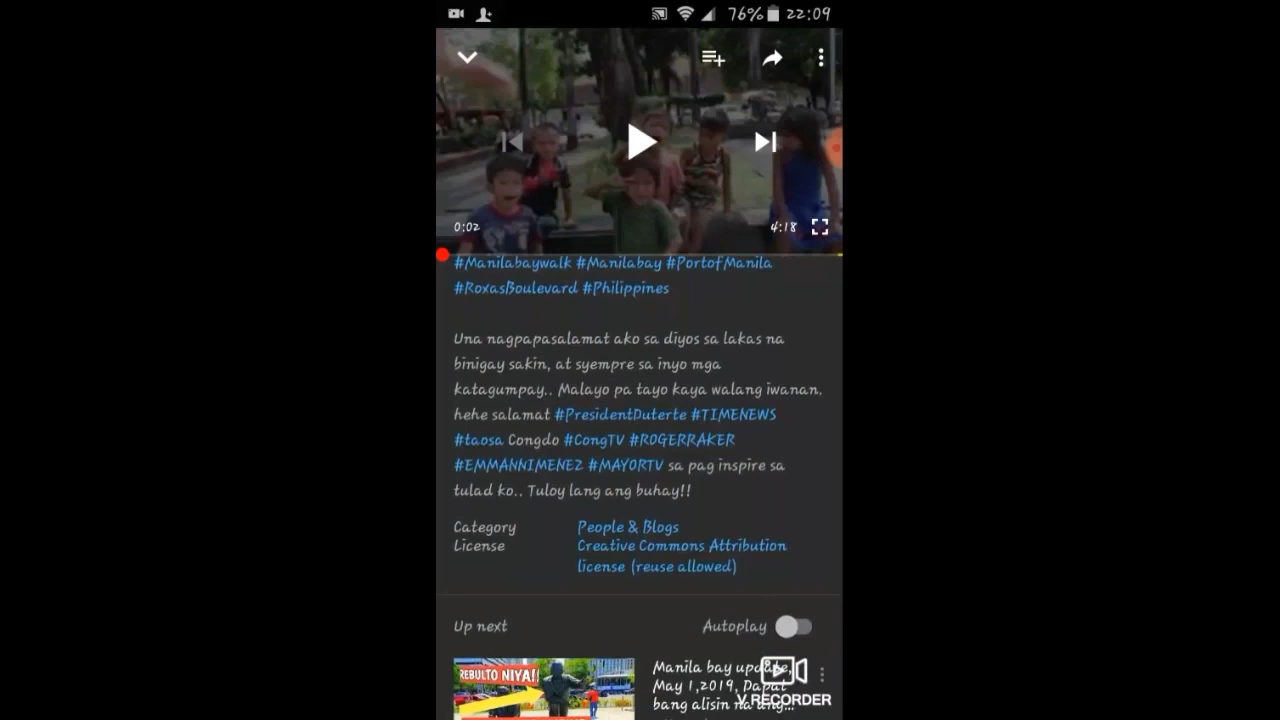 76% 22:09
0:02
4:18
#Manilabaywalk #Manilabay #PortofManila
#RoxasBoulevard #Philippines
Una nagpapasalamat ako sa diyos sa lakas na
binigay sakin, at syempre sa inyo mga
katagumpay.. Malayo pa tayo kaya walang iwanan.
hehe salamat #PresidentDuterte #TIMENEWS
#taosa Congdo #CongTV #ROGERRAKER
#EMMANNIMENEZ #MAYORTV sa pag inspire sa
tulad ko.. Tuloy lang ang buhay!!
Category People & Blogs
License Creative Commons Attribution
license (reuse allowed)
Up next Autoplay
REBULTO NIYA!!
Manila bay update,
May 1,2019, Dapat
bang alisin na ang...
V RECORDER